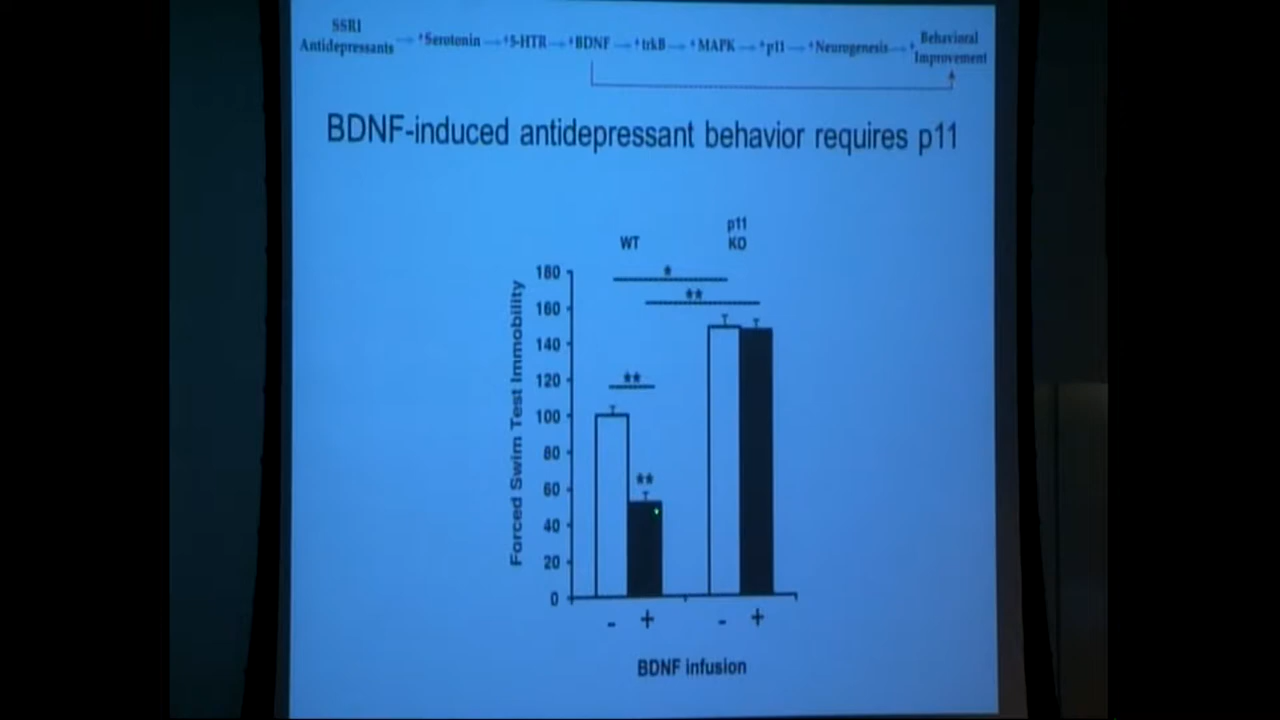 SSRI
Antidepressants
Serotonin
5-HTR
BDNF
trkB
MAPK
p11
Neurogenesis
Behavioral
Improvement
BDNF-induced antidepressant behavior requires p11
WT
p11
KO
*
**
**
**
Forced Swim Test Immobility
180
160
140
120
100
80
60
40
20
0
- + - +
BDNF infusion